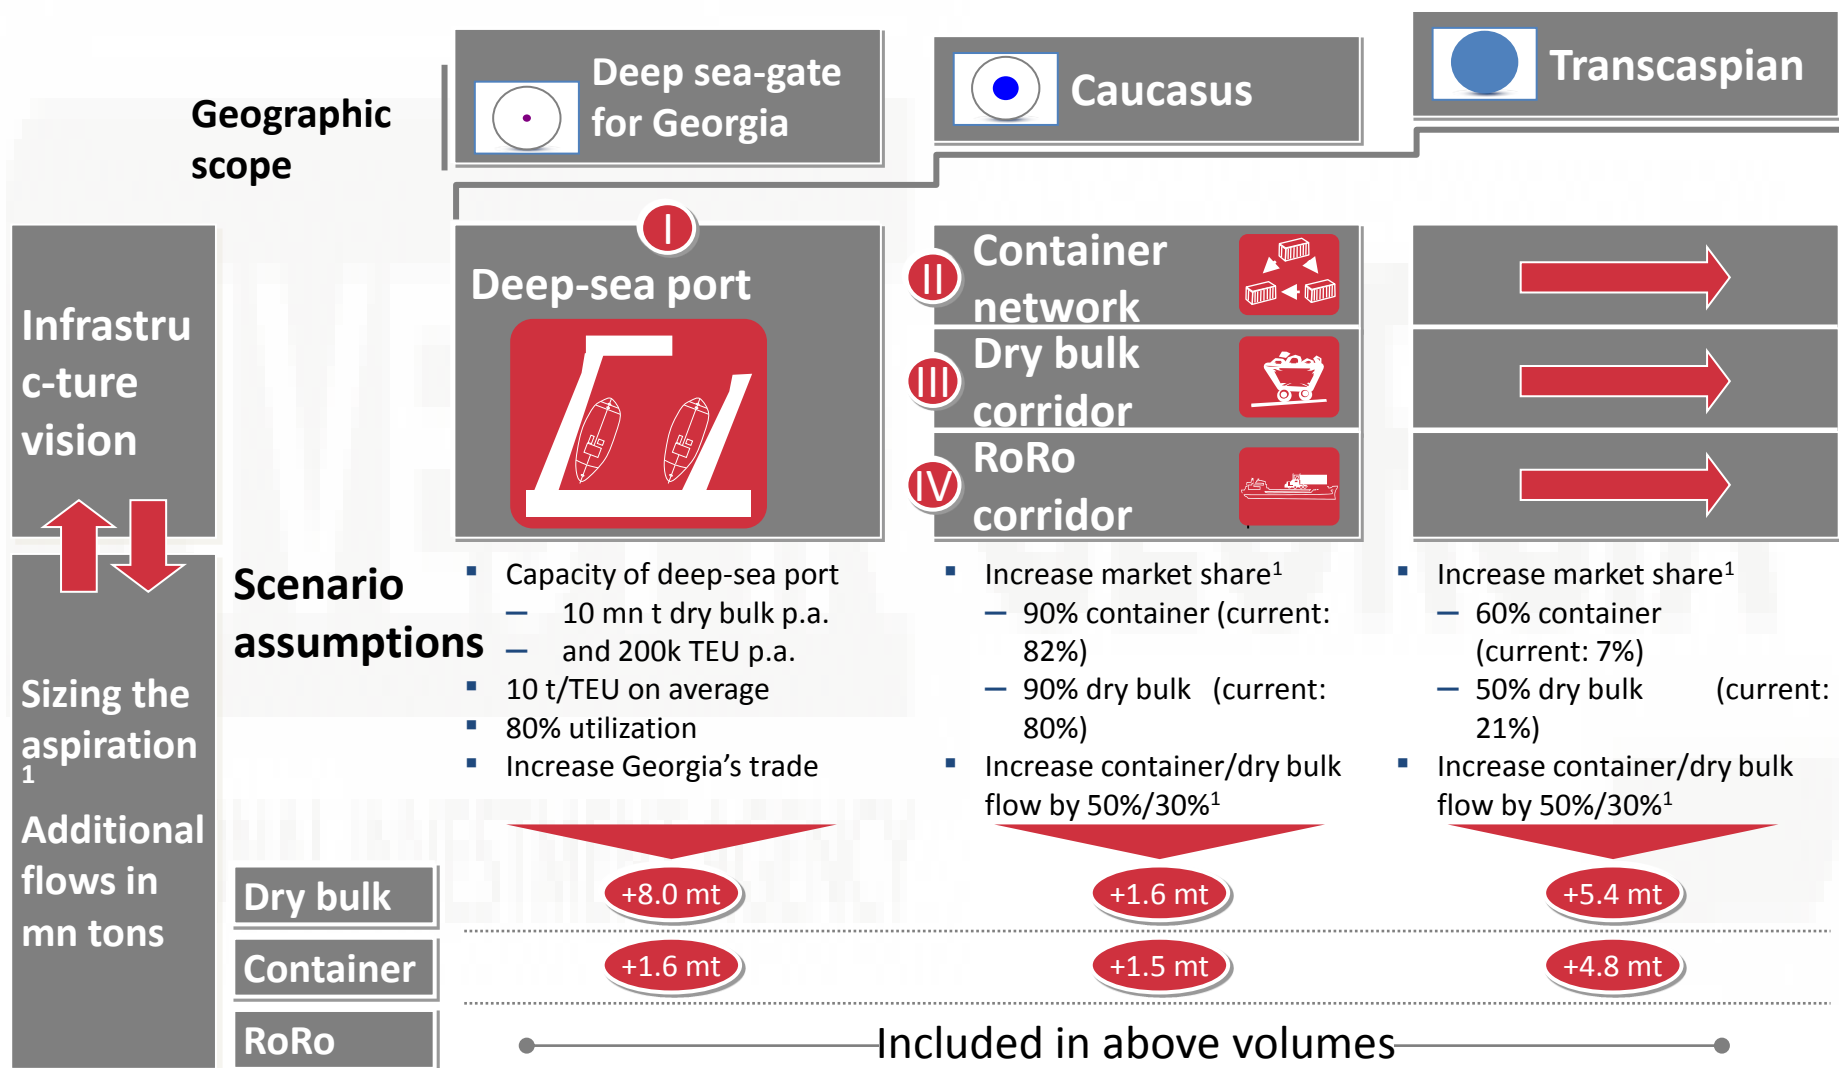 Geographic
scope
Deep sea-gate
for Georgia
Caucasus
Transcaspian
Infrastru
c-ture
vision
I
Deep-sea port
II
Container
network
III
Dry bulk
corridor
IV
RoRo
corridor
Sizing the
aspiration
1
Additional
flows in
mn tons
Scenario
assumptions
▪ Capacity of deep-sea port
– 10 mn t dry bulk p.a.
– and 200k TEU p.a.
▪ 10 t/TEU on average
▪ 80% utilization
▪ Increase Georgia's trade
▪ Increase market share¹
– 90% container (current:
82%)
– 90% dry bulk (current:
80%)
▪ Increase container/dry bulk
flow by 50%/30%¹
▪ Increase market share¹
– 60% container
(current: 7%)
– 50% dry bulk (current:
21%)
▪ Increase container/dry bulk
flow by 50%/30%¹
Dry bulk +8.0 mt +1.6 mt +5.4 mt
Container +1.6 mt +1.5 mt +4.8 mt
RoRo Included in above volumes